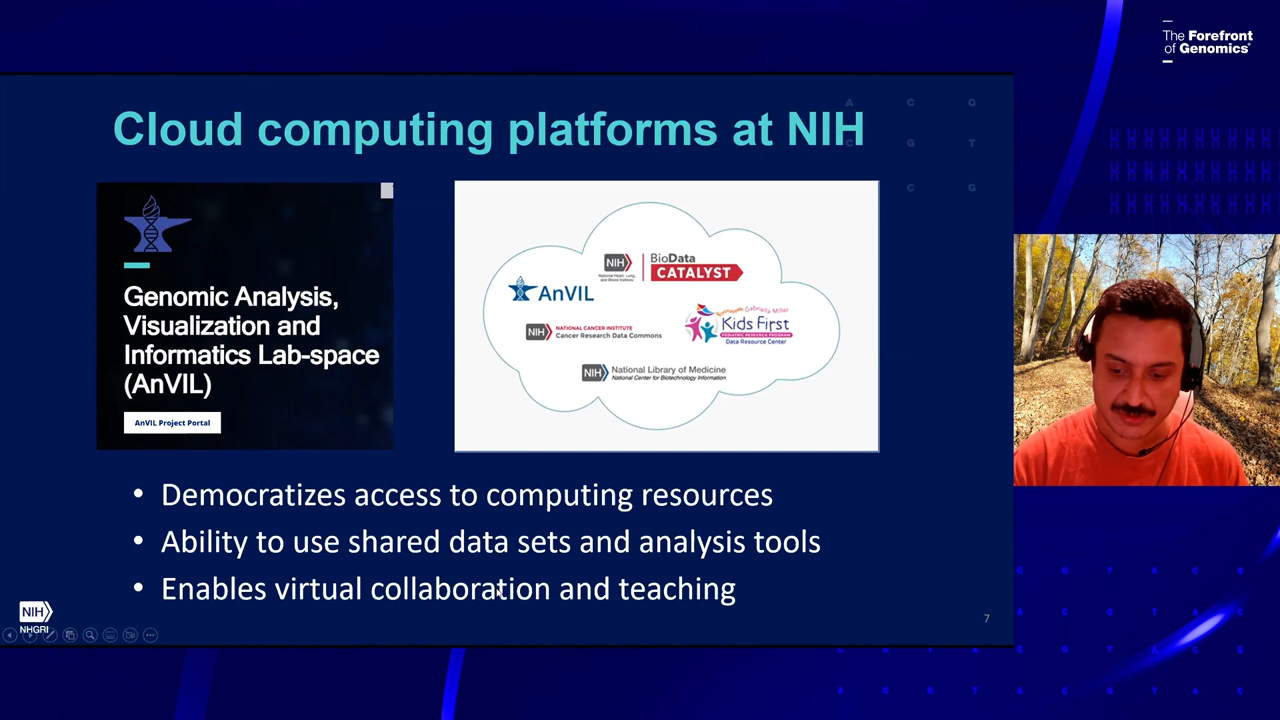 The Forefront
of Genomics®
Cloud computing platforms at NIH
A C G
C G T
C G
Genomic Analysis,
Visualization and
Informatics Lab-space
(AnVIL)
AnVIL Project Portal
NIH
National Heart, Lung,
and Blood Institute
BioData
CATALYST
AnVIL
NIH
NATIONAL CANCER INSTITUTE
Cancer Research Data Commons
Gabriella Miller
Kids First
PEDIATRIC RESEARCH PROGRAM
Data Resource Center
NIH
National Library of Medicine
National Center for Biotechnology Information
• Democratizes access to computing resources
• Ability to use shared data sets and analysis tools
• Enables virtual collaboration and teaching
NIH
NHGRI
7